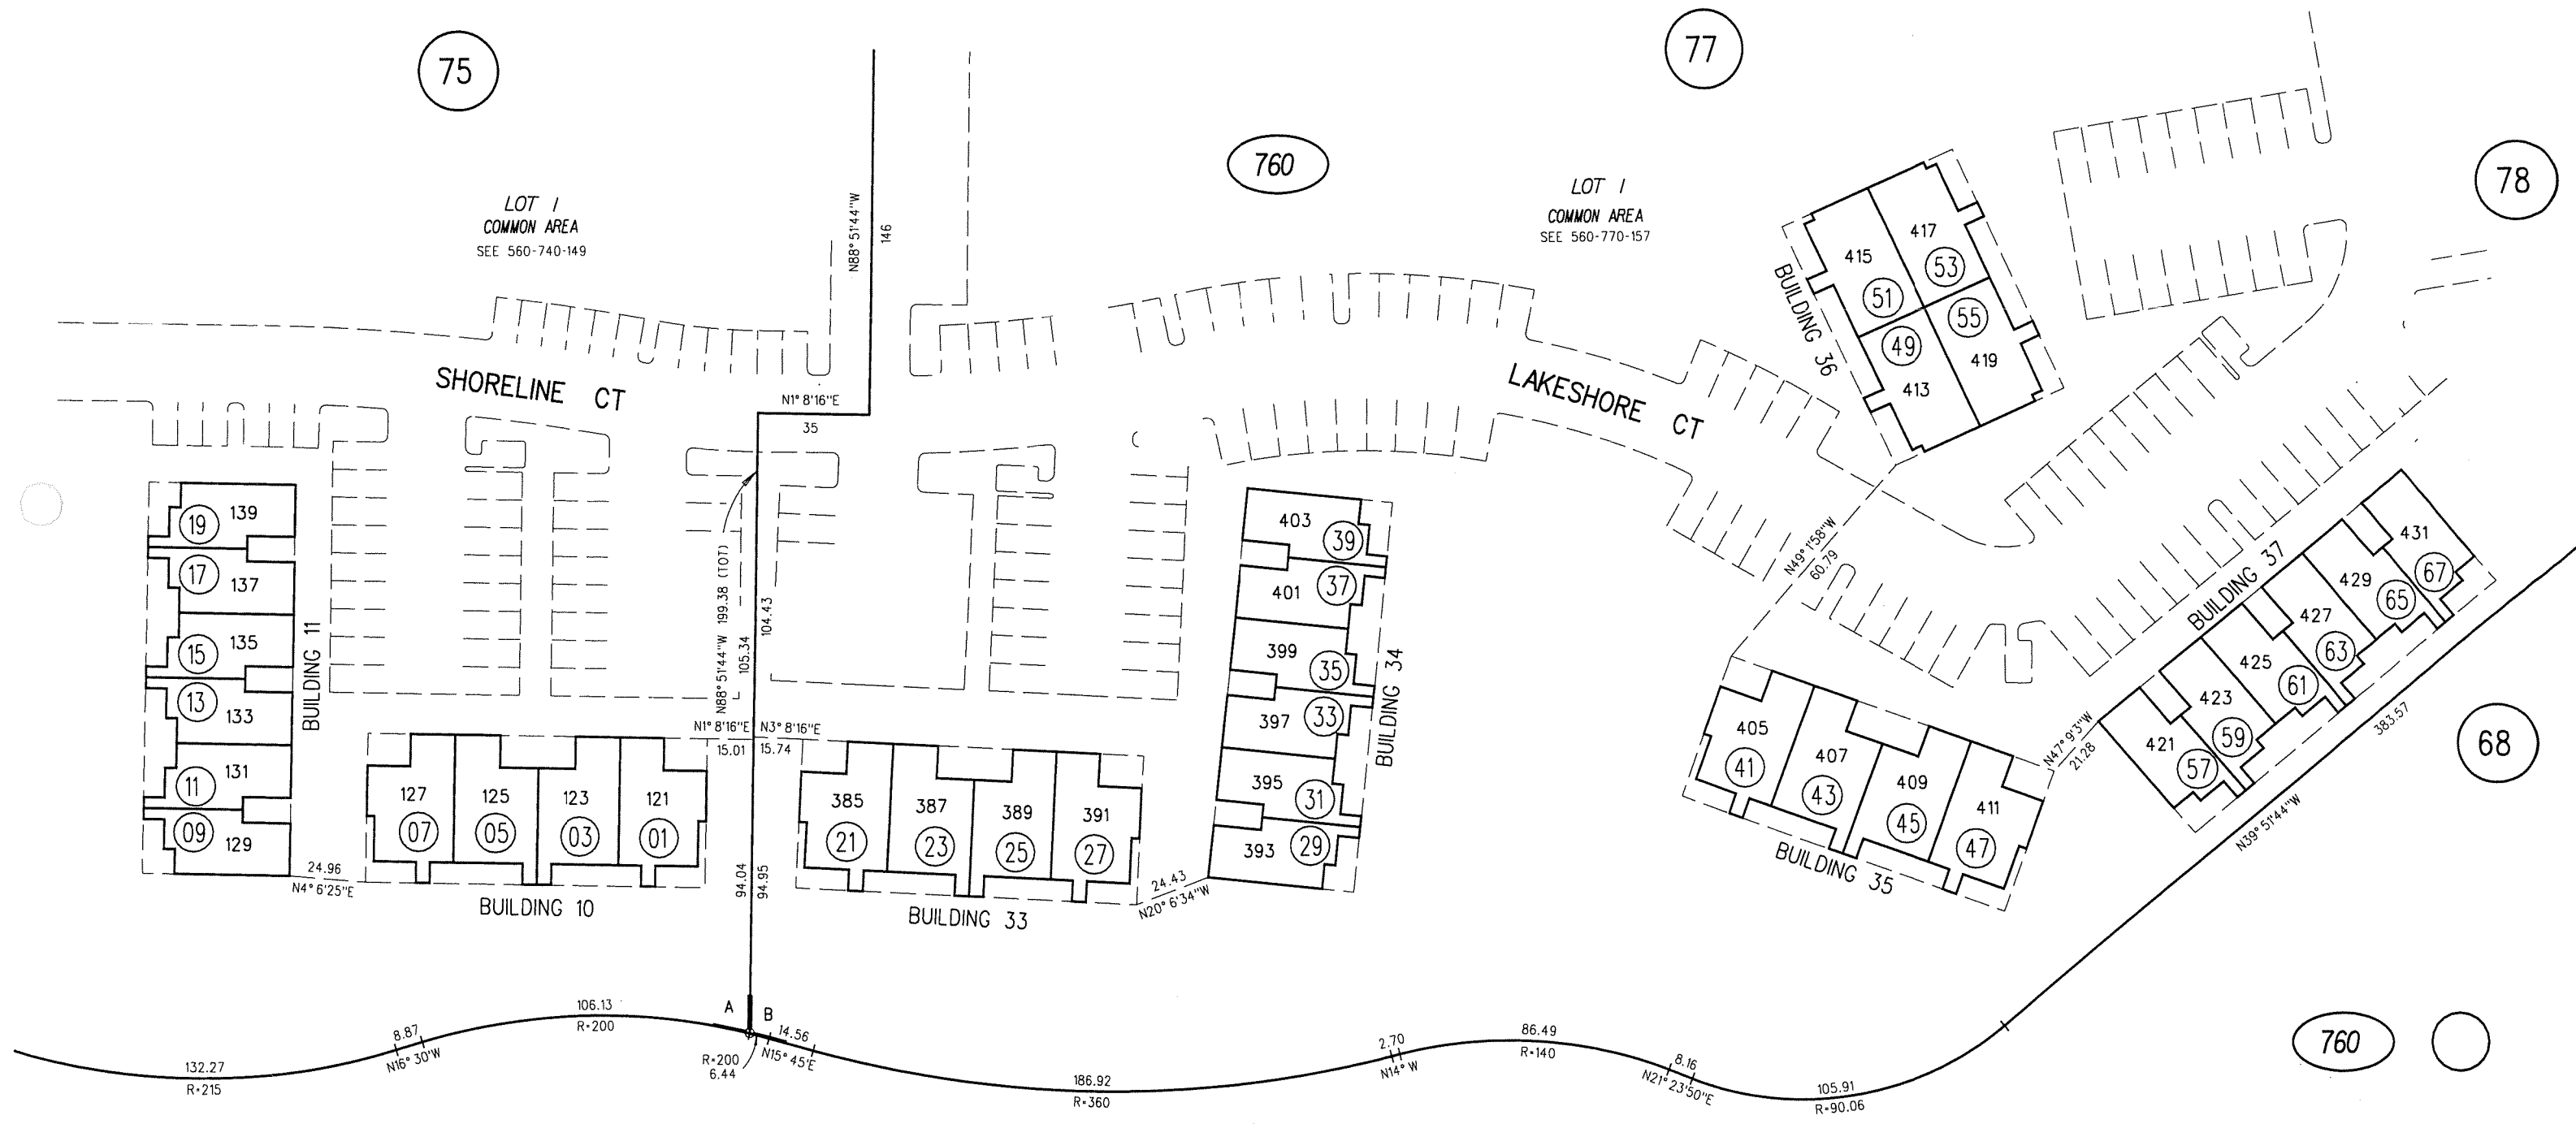 75
77
760
78
LOT 1
COMMON AREA
SEE 560-740-149
LOT 1
COMMON AREA
SEE 560-770-157
N88° 51'44"W
146
SHORELINE CT
N1° 8'16"E
35
LAKESHORE CT
BUILDING 36
415
51
417
53
49
413
55
419
N49° 1'58"W
60.79
19
139
17
137
15
135
13
133
11
131
09
129
BUILDING 11
N88° 51'44"W 199.38 (TOT)
105.34
104.43
N1° 8'16"E
15.01
N3° 8'16"E
15.74
24.96
N4° 6'25"E
127
07
125
05
123
03
121
01
BUILDING 10
94.04
94.95
385
21
387
23
389
25
391
27
BUILDING 33
24.43
N20° 6'34"W
403
39
401
37
399
35
397
33
395
31
393
29
BUILDING 34
405
41
407
43
409
45
411
47
BUILDING 35
N47° 9'3"W
21.28
BUILDING 37
421
57
423
59
425
61
427
63
429
65
431
67
383.57
N39° 51'44"W
68
A
B
132.27
R=215
8.87
N16° 30'W
106.13
R=200
R=200
6.44
14.56
N15° 45'E
186.92
R=360
2.70
N14° W
86.49
R=140
8.16
N21° 23'50"E
105.91
R=90.06
760